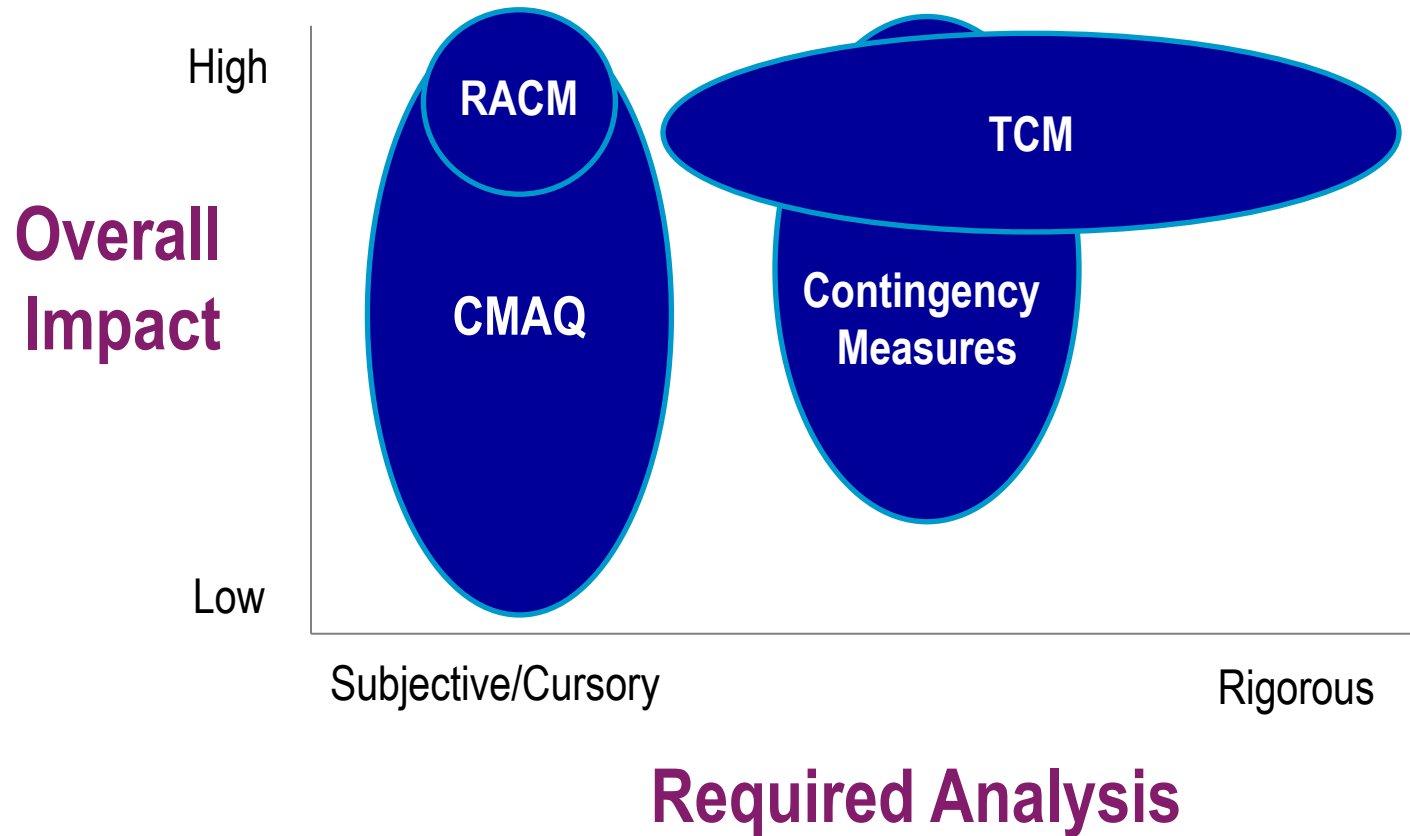 High
RACM
TCM
Overall
Impact
CMAQ
Contingency
Measures
Low
Subjective/Cursory
Rigorous
Required Analysis